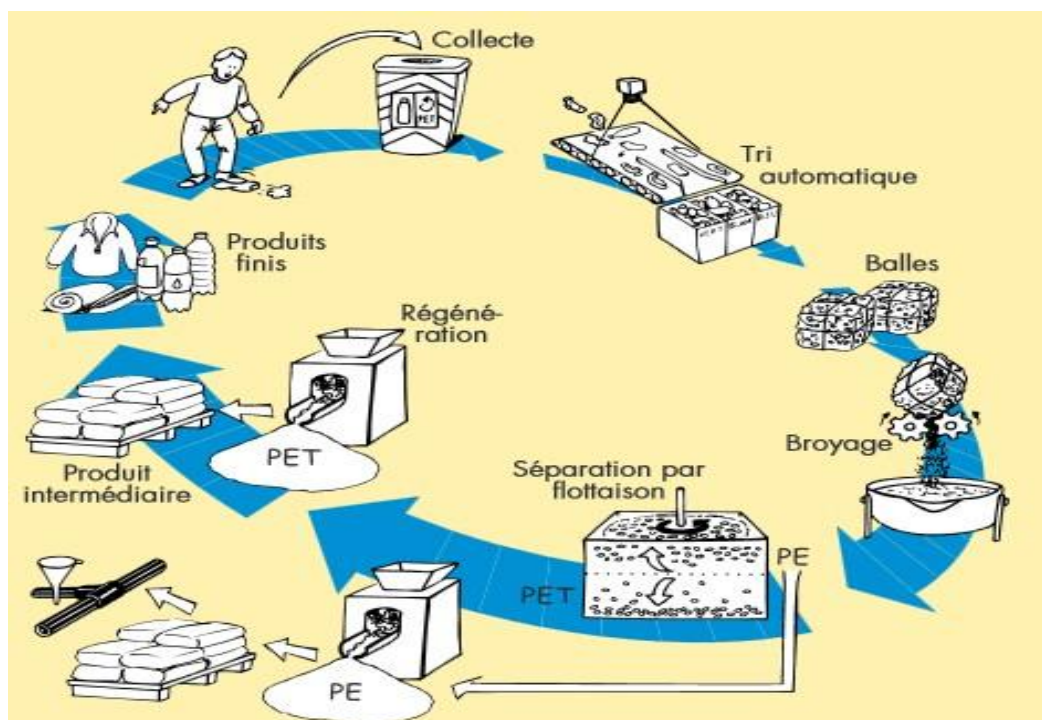 Collecte
PET
Tri
automatique
Balles
Broyage
Séparation par
flottaison
PE
PET
Régéné-
ration
PET
Produit
intermédiaire
Produits
finis
PE